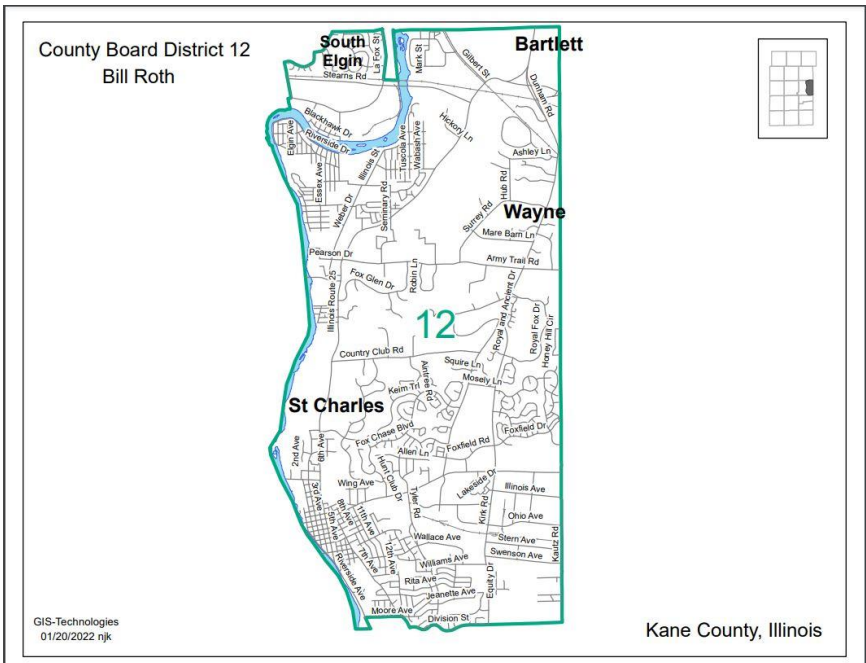 County Board District 12
Bill Roth
South
Elgin
La Fox St
Mark St
Gilbert St
Bartlett
Stearns Rd
Dunham Rd
Blackhawk Dr
Riverside Dr
Elgin Ave
Hickory Ln
Illinois St
Tuscola Ave
Wabash Ave
Ashley Ln
Essex Ave
Hub Rd
Weber Dr
Seminary Rd
Surrey Rd
Wayne
Mare Barn Ln
Pearson Dr
Army Trail Rd
Fox Glen Dr
Robin Ln
Illinois Route 25
Royal and Ancient Dr
Royal Fox Dr
Honey Hill Cir
12
Country Club Rd
Squire Ln
Aintree Rd
Mosely Ln
Keim Trl
St Charles
Fox Chase Blvd
Foxfield Dr
Foxfield Rd
2nd Ave
6th Ave
Allen Ln
Hunt Club Dr
Wing Ave
Lakeside Dr
Illinois Ave
3rd Ave
Tyler Rd
Kirk Rd
5th Ave
8th Ave
11th Ave
Ohio Ave
Wallace Ave
Stern Ave
Kautz Rd
7th Ave
12th Ave
Swenson Ave
Riverside Ave
Williams Ave
Rita Ave
Equity Dr
Jeanette Ave
Moore Ave
Division St
GIS-Technologies
01/20/2022 njk
Kane County, Illinois